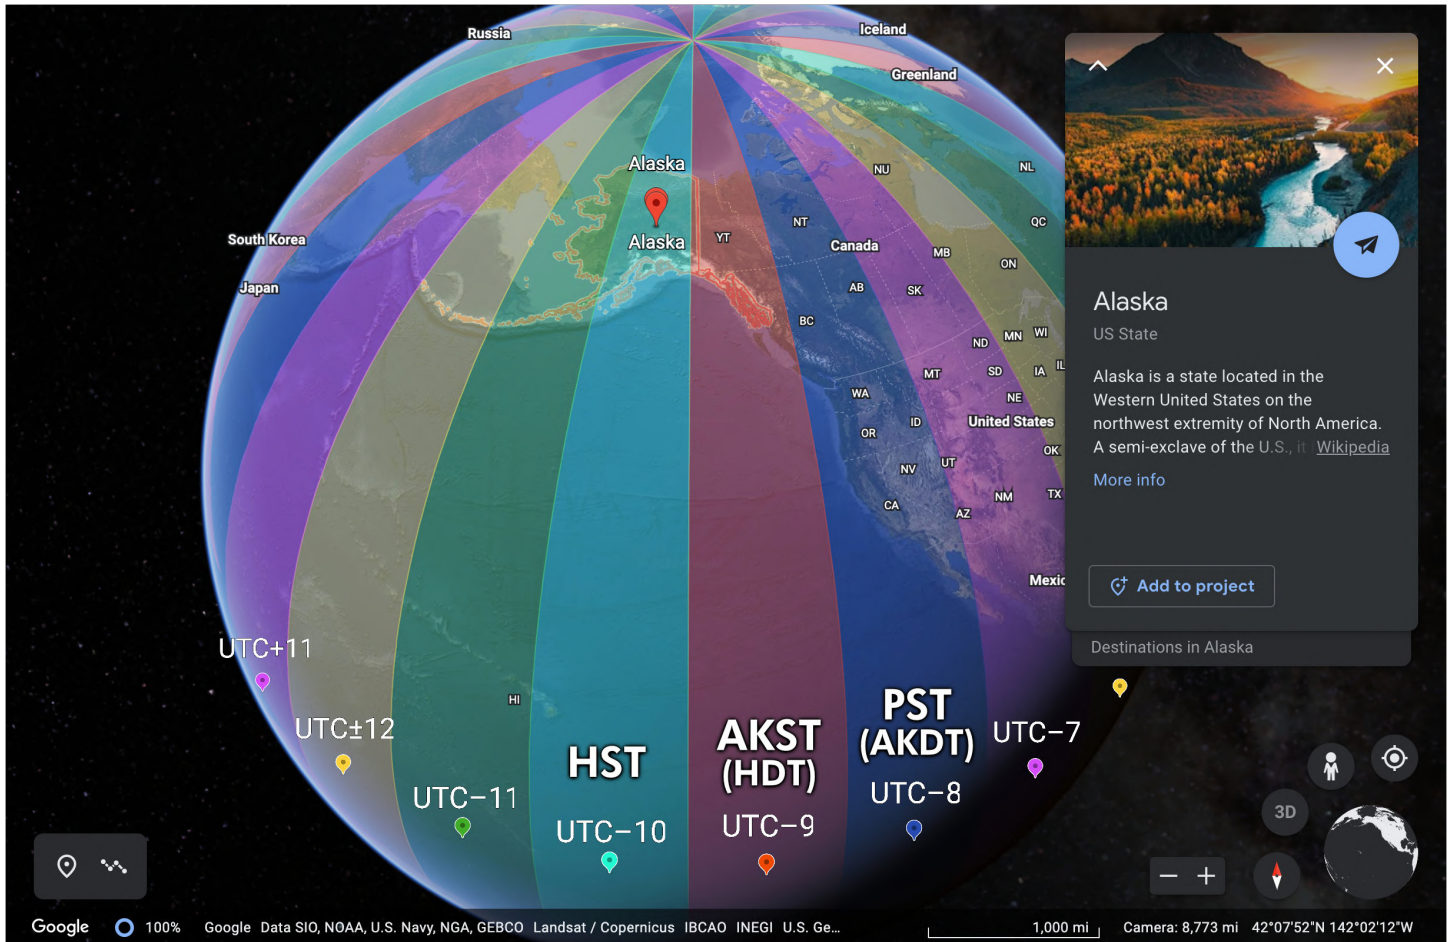 Russia
Iceland
Greenland
Alaska
NU
NL
NT
QC
YT
South Korea
Alaska
Canada
MB
ON
Japan
AB
SK
BC
ND
MN
WI
MT
SD
IA
IL
WA
NE
ID
United States
OR
OK
UT
NV
NM
TX
CA
AZ
Mexic
HI
UTC+11
UTC±12
UTC−11
HST
UTC−10
AKST
(HDT)
UTC−9
PST
(AKDT)
UTC−8
UTC−7
Alaska
US State
Alaska is a state located in the
Western United States on the
northwest extremity of North America.
A semi-exclave of the U.S., it Wikipedia
More info
Add to project
Destinations in Alaska
3D
Google 100% Google Data SIO, NOAA, U.S. Navy, NGA, GEBCO Landsat / Copernicus IBCAO INEGI U.S. Ge... 1,000 mi Camera: 8,773 mi 42°07'52"N 142°02'12"W